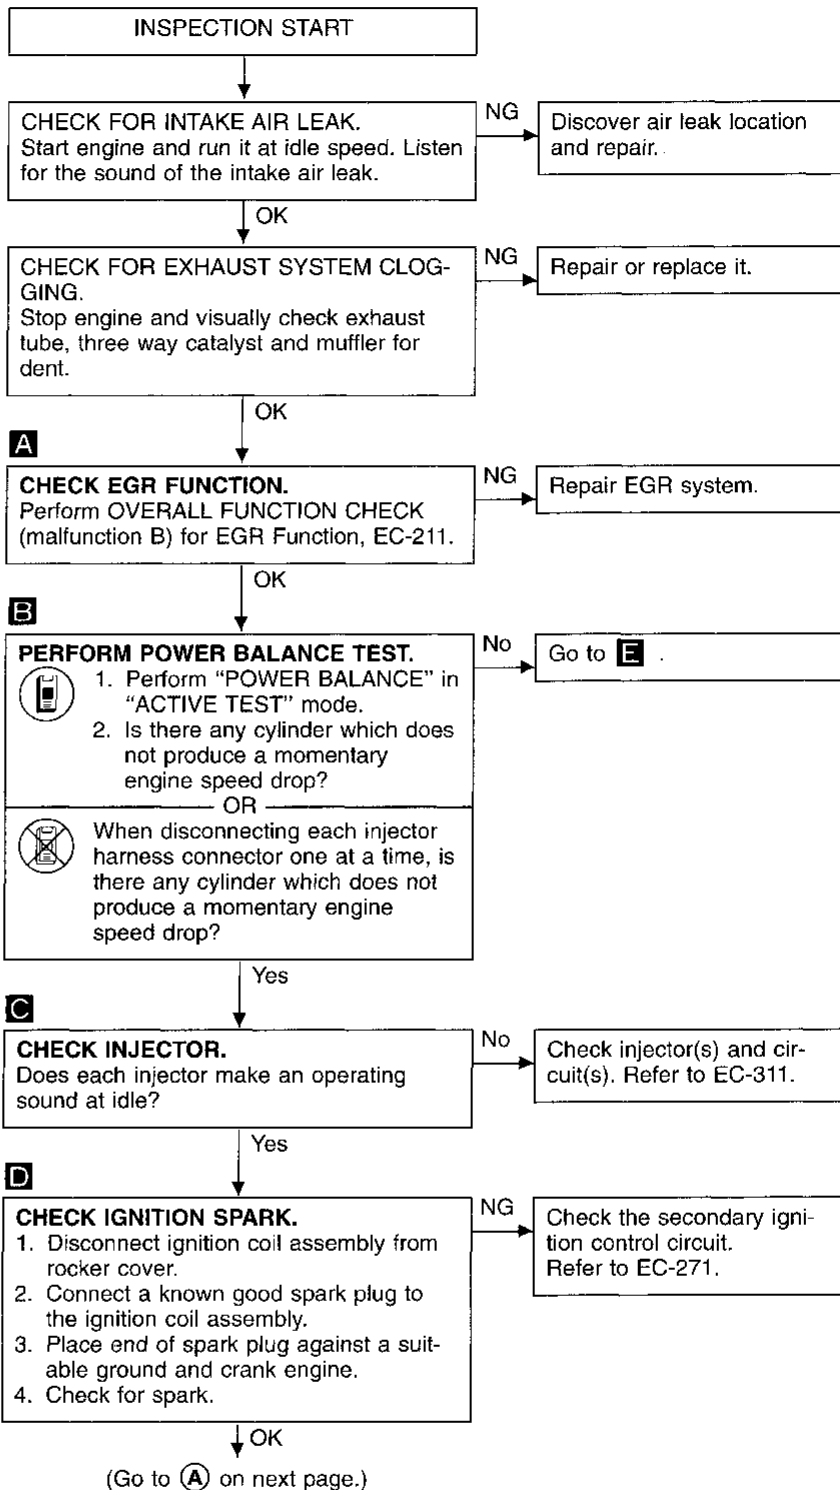 INSPECTION START
CHECK FOR INTAKE AIR LEAK.
Start engine and run it at idle speed. Listen
for the sound of the intake air leak.
NG
Discover air leak location
and repair.
OK
CHECK FOR EXHAUST SYSTEM CLOG-
GING.
Stop engine and visually check exhaust
tube, three way catalyst and muffler for
dent.
NG
Repair or replace it.
OK
A
CHECK EGR FUNCTION.
Perform OVERALL FUNCTION CHECK
(malfunction B) for EGR Function, EC-211.
NG
Repair EGR system.
OK
B
PERFORM POWER BALANCE TEST.
1. Perform “POWER BALANCE” in
“ACTIVE TEST” mode.
2. Is there any cylinder which does
not produce a momentary
engine speed drop?
OR
When disconnecting each injector
harness connector one at a time, is
there any cylinder which does not
produce a momentary engine
speed drop?
No
Go to E .
Yes
C
CHECK INJECTOR.
Does each injector make an operating
sound at idle?
No
Check injector(s) and cir-
cuit(s). Refer to EC-311.
Yes
D
CHECK IGNITION SPARK.
1. Disconnect ignition coil assembly from
rocker cover.
2. Connect a known good spark plug to
the ignition coil assembly.
3. Place end of spark plug against a suit-
able ground and crank engine.
4. Check for spark.
NG
Check the secondary igni-
tion control circuit.
Refer to EC-271.
OK
(Go to A on next page.)